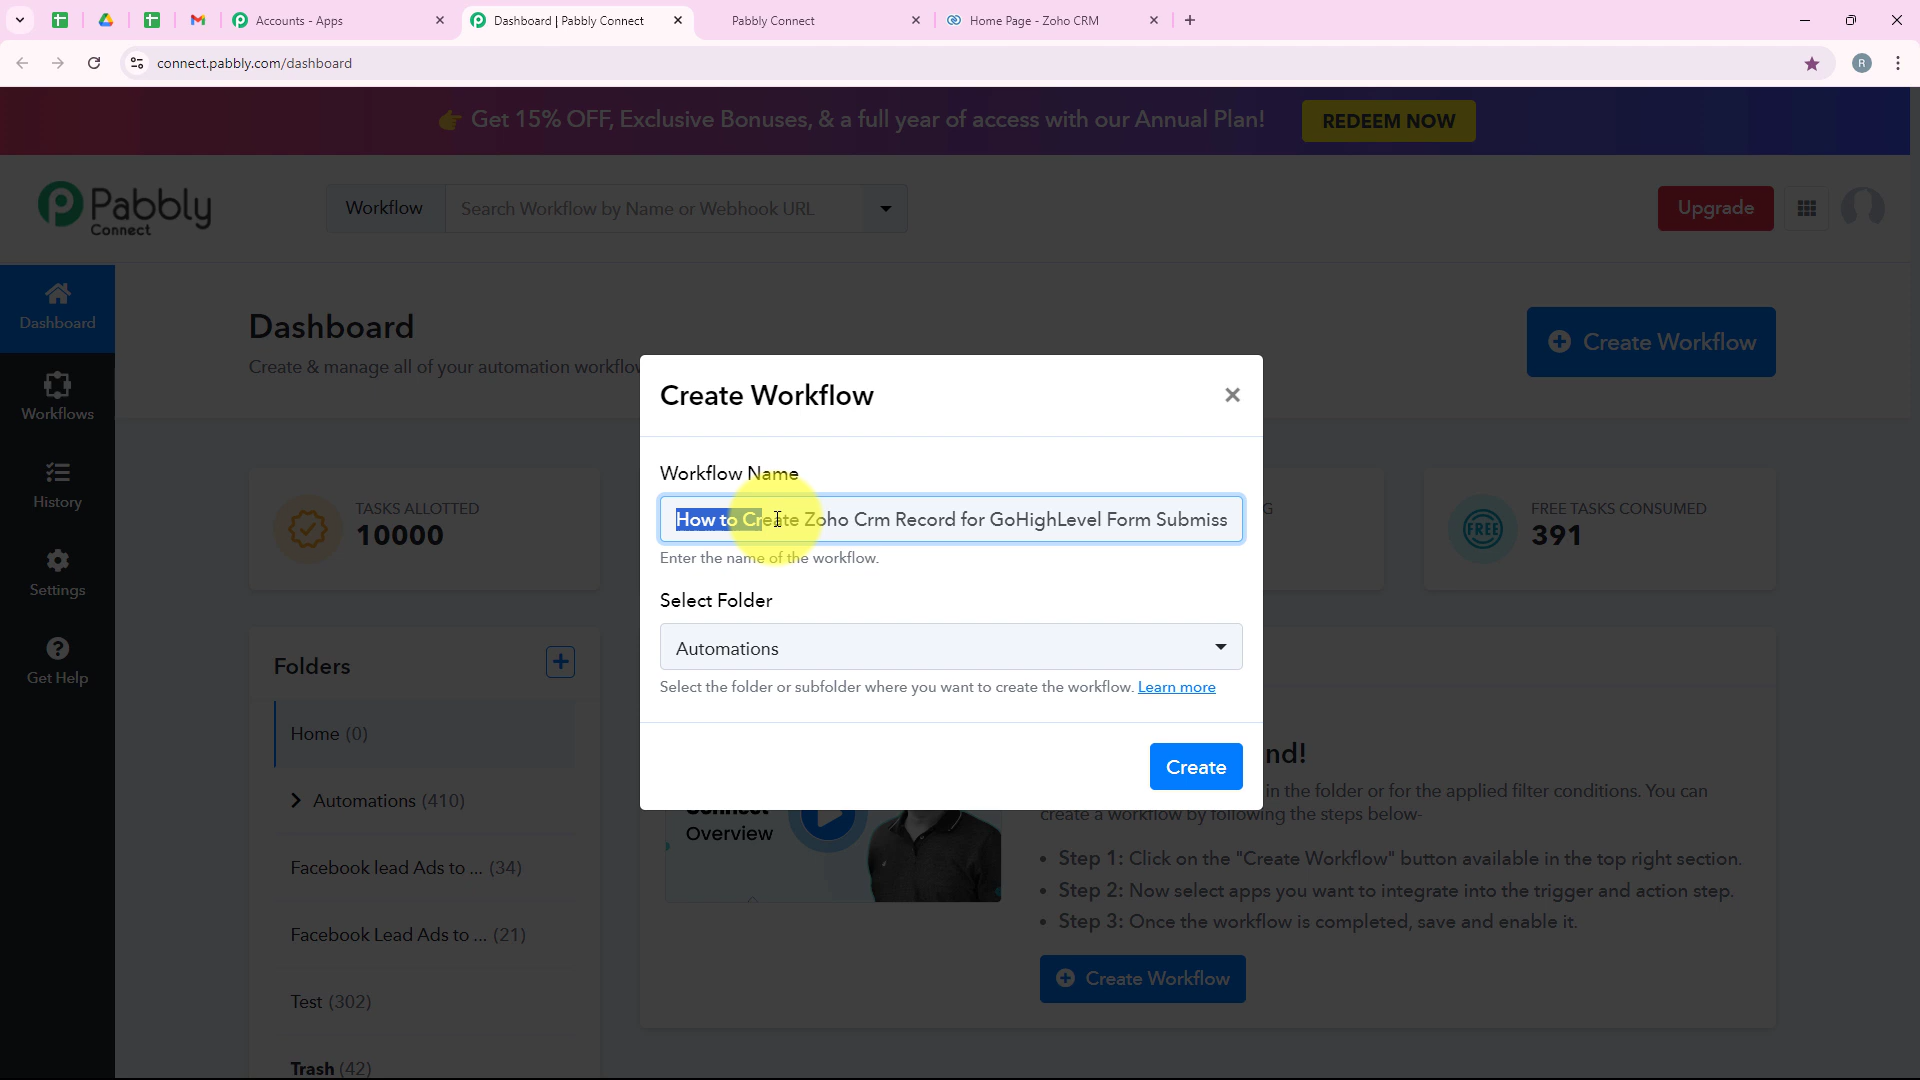 Accounts - Apps
Dashboard | Pabbly Connect
Pabbly Connect
Home Page - Zoho CRM
connect.pabbly.com/dashboard
R
Get 15% OFF, Exclusive Bonuses, & a full year of access with our Annual Plan!
REDEEM NOW
Pabbly
Connect
Workflow
Search Workflow by Name or Webhook URL
Upgrade
Dashboard
Workflows
History
Settings
Get Help
Dashboard
Create & manage all of your automation workflo
Create Workflow
TASKS ALLOTTED
10000
G
FREE
FREE TASKS CONSUMED
391
Create Workflow
Workflow Name
How to Create Zoho Crm Record for GoHighLevel Form Submiss
Enter the name of the workflow.
Select Folder
Automations
Select the folder or subfolder where you want to create the workflow. Learn more
Create
Folders
Home (0)
Automations (410)
Facebook lead Ads to ... (34)
Facebook Lead Ads to ... (21)
Test (302)
Trash (42)
Connect
Overview
nd!
in the folder or for the applied filter conditions. You can
create a workflow by following the steps below-
• Step 1: Click on the "Create Workflow" button available in the top right section.
• Step 2: Now select apps you want to integrate into the trigger and action step.
• Step 3: Once the workflow is completed, save and enable it.
Create Workflow